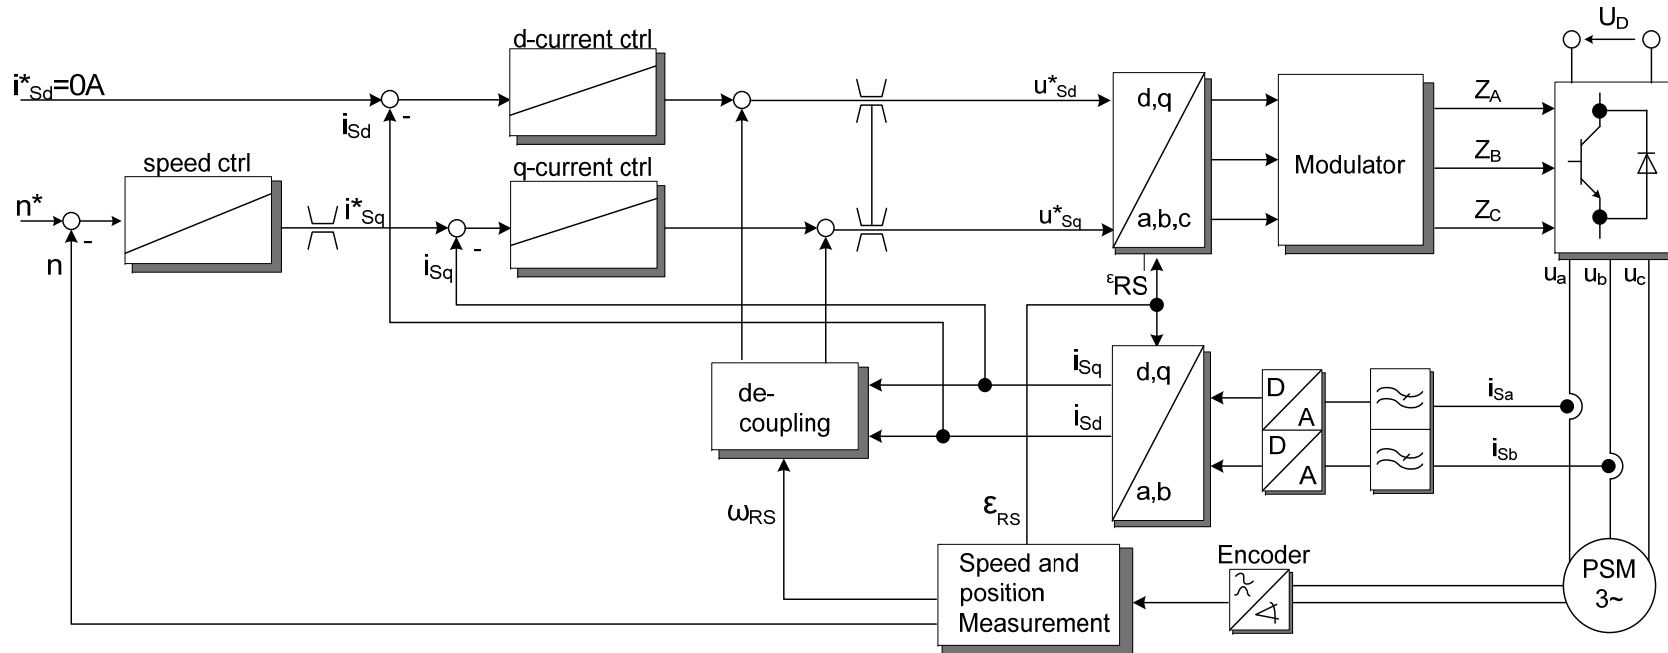 d-current ctrl
U_D
i*_Sd=0A
u*_Sd
d,q
Z_A
i_Sd
-
speed ctrl
q-current ctrl
Modulator
Z_B
n*
i*_Sq
u*_Sq
a,b,c
Z_C
-
n
i_Sq
-
εRS
u_a
u_b
u_c
i_Sq
d,q
de-
coupling
i_Sd
D
A
i_Sa
D
A
i_Sb
a,b
ω_RS
ε_RS
Encoder
Speed and
position
Measurement
PSM
3~